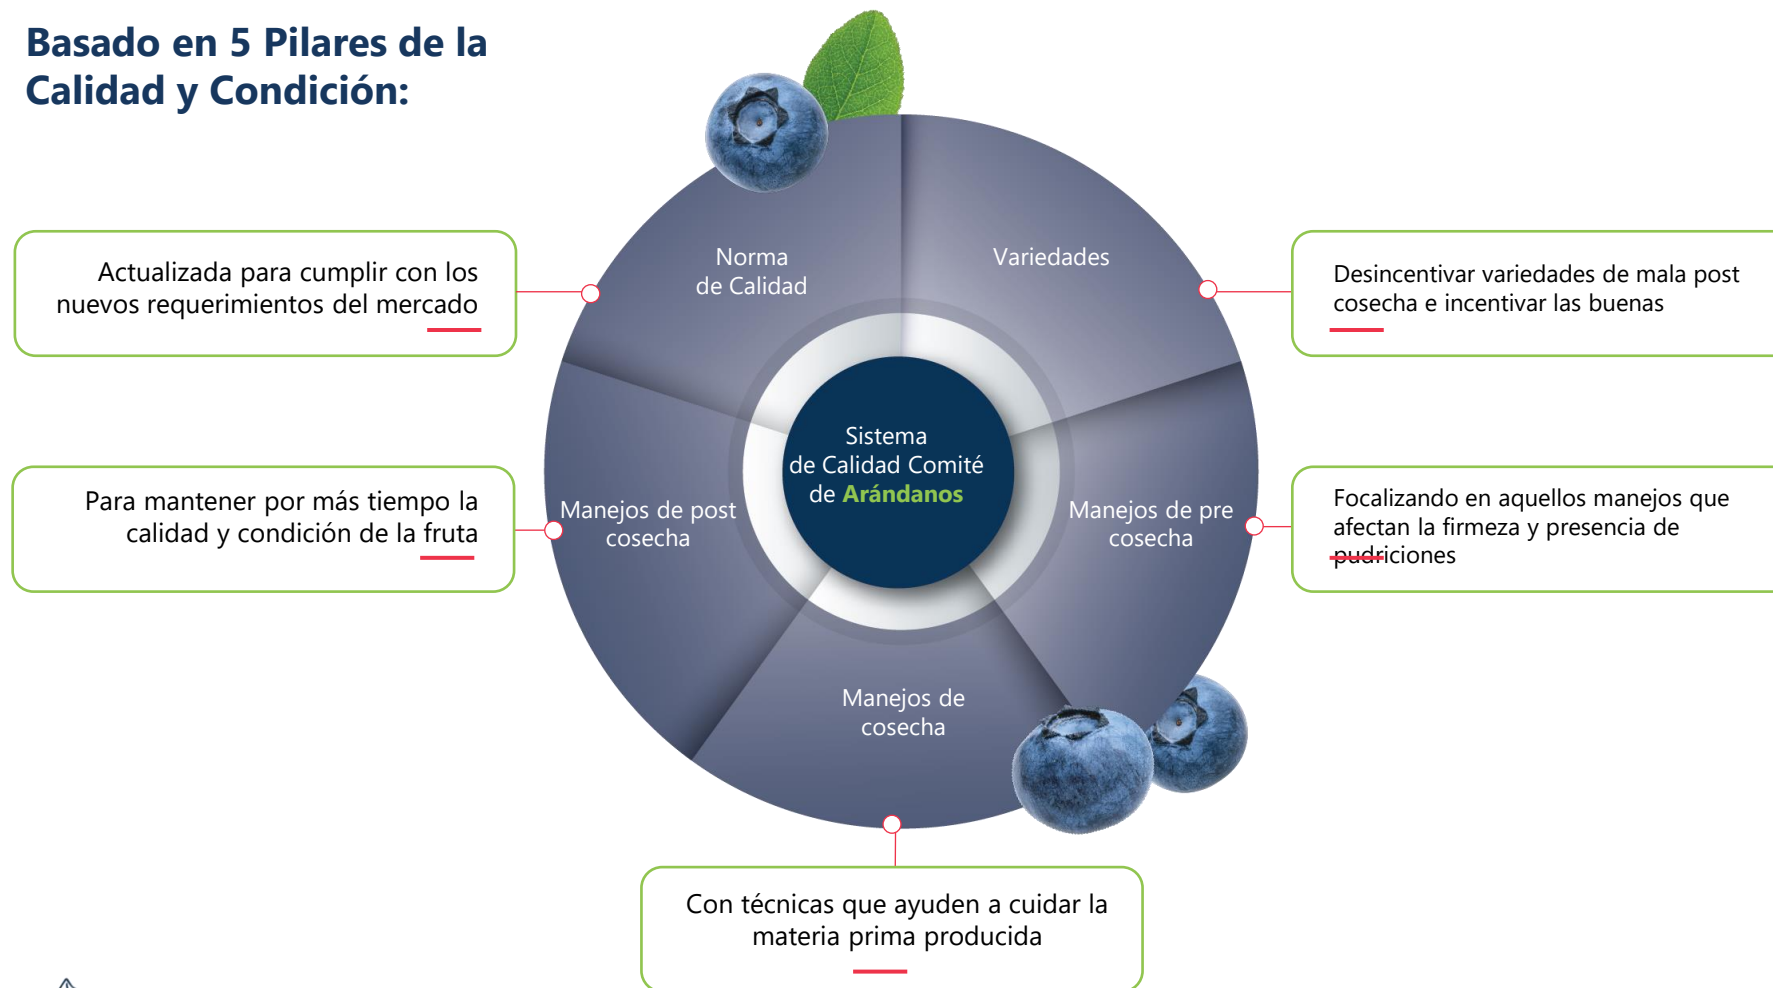 Basado en 5 Pilares de la
Calidad y Condición:
Norma
de Calidad
Variedades
Actualizada para cumplir con los
nuevos requerimientos del mercado
Desincentivar variedades de mala post
cosecha e incentivar las buenas
Sistema
de Calidad Comité
de Arándanos
Para mantener por más tiempo la
calidad y condición de la fruta
Manejos de post
cosecha
Manejos de pre
cosecha
Focalizando en aquellos manejos que
afectan la firmeza y presencia de
pudriciones
Manejos de
cosecha
Con técnicas que ayuden a cuidar la
materia prima producida